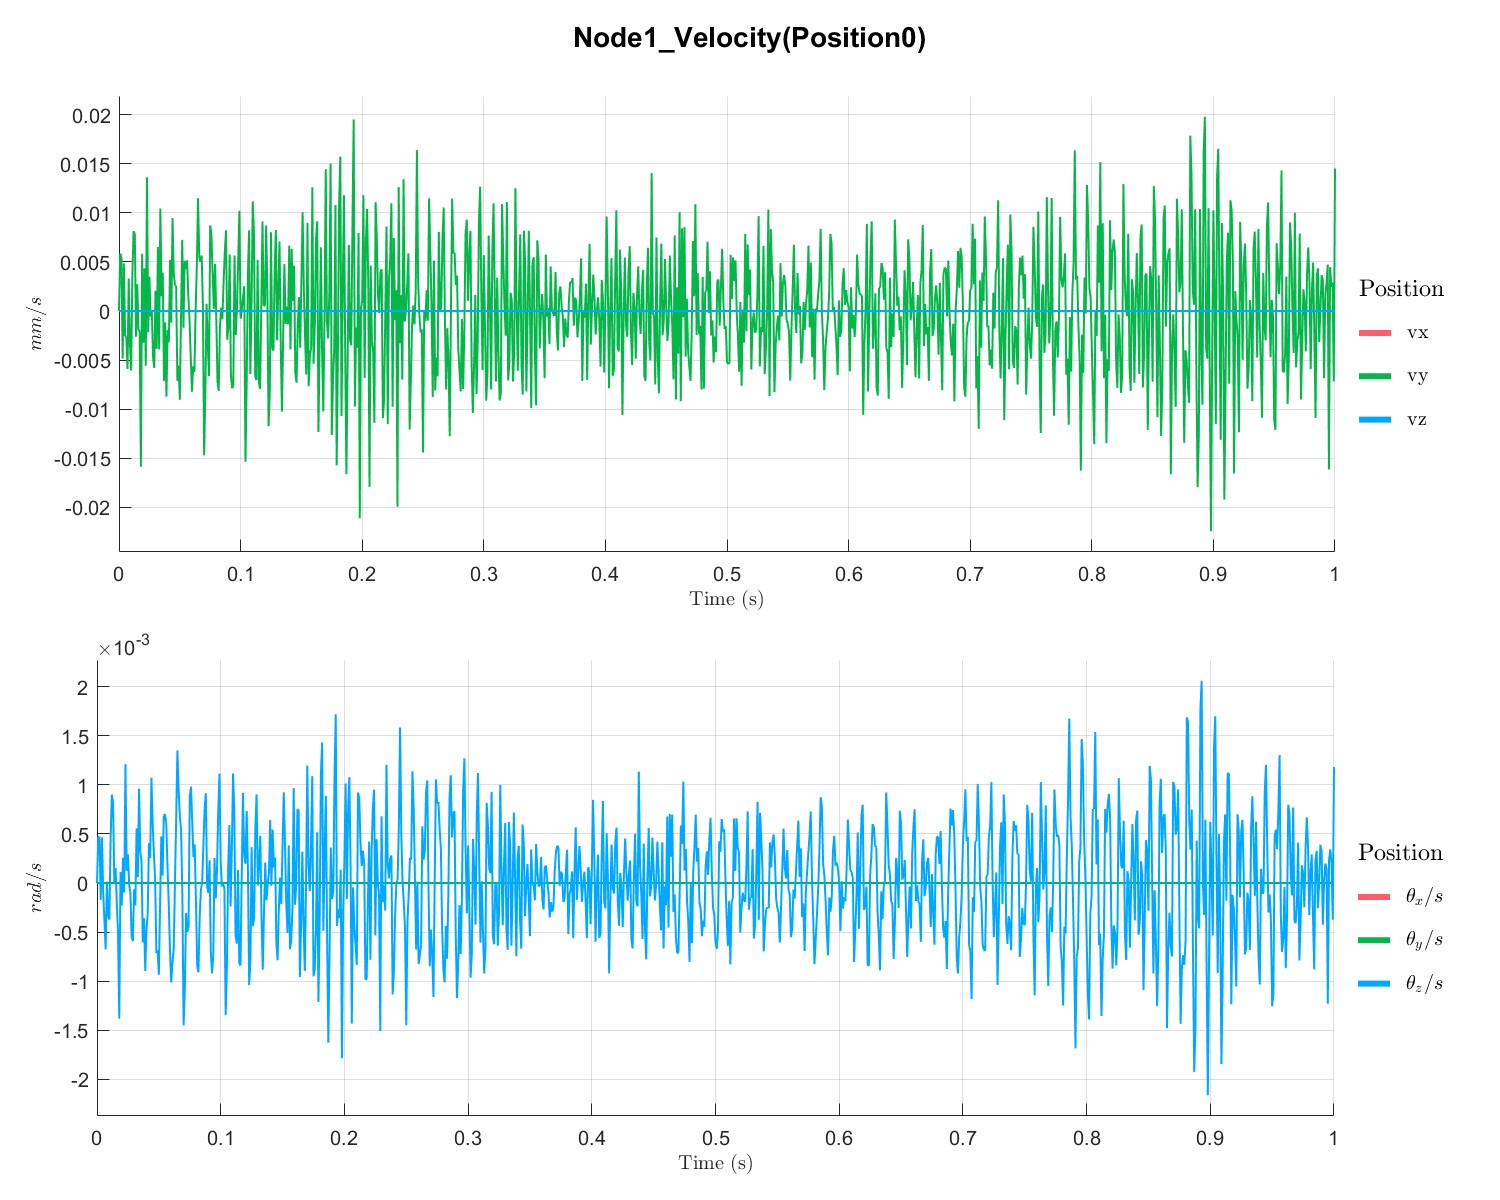 Node1_Velocity(Position0)
0.02
0.015
0.01
0.005
0
-0.005
-0.01
-0.015
-0.02
mm/s
0 0.1 0.2 0.3 0.4 0.5 0.6 0.7 0.8 0.9 1
Time (s)
Position
vx
vy
vz
×10⁻³
2
1.5
1
0.5
0
-0.5
-1
-1.5
-2
rad/s
0 0.1 0.2 0.3 0.4 0.5 0.6 0.7 0.8 0.9 1
Time (s)
Position
θₓ/s
θ_y/s
θ_z/s